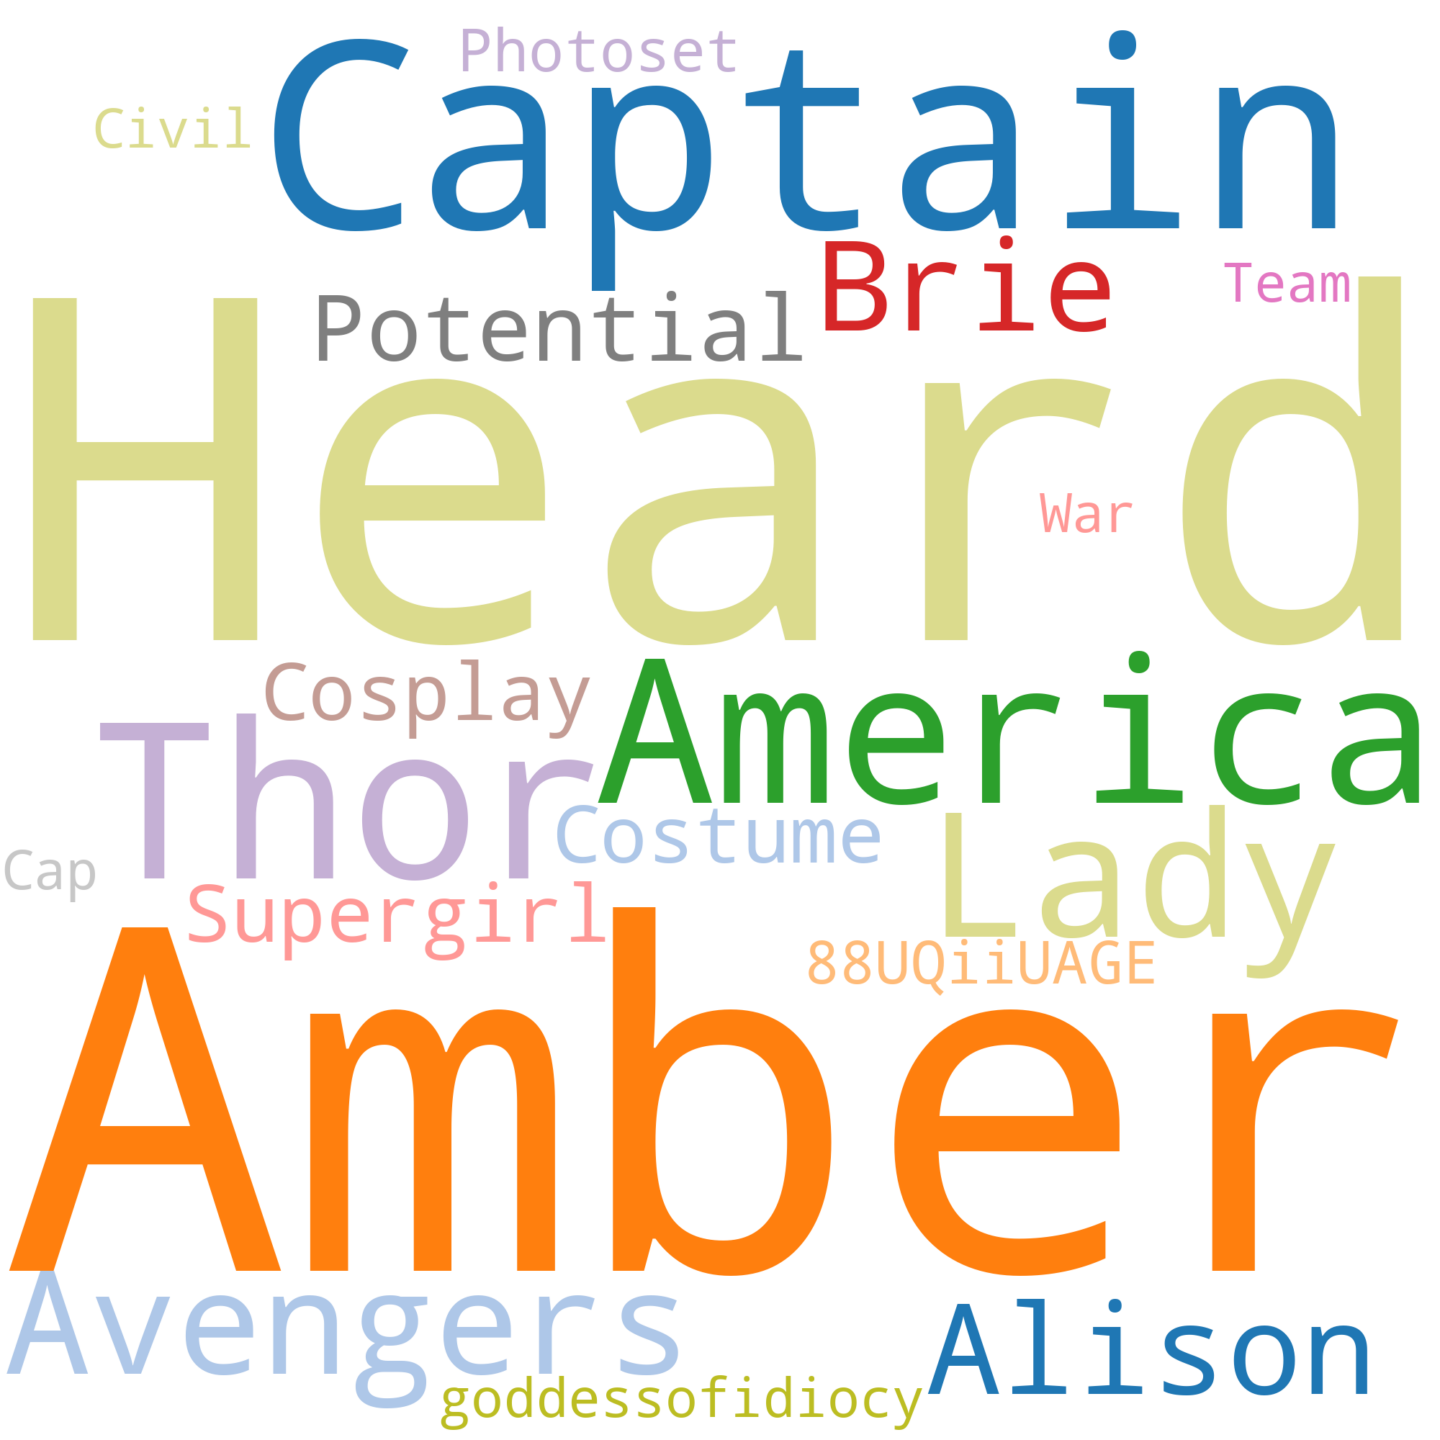 Photoset
Captain
Civil
Brie
Team
Potential
Heard
War
Cosplay
America
Thor
Costume
Lady
Cap
Supergirl
88UQiiUAGE
Amber
Avengers
Alison
goddessofidiocy